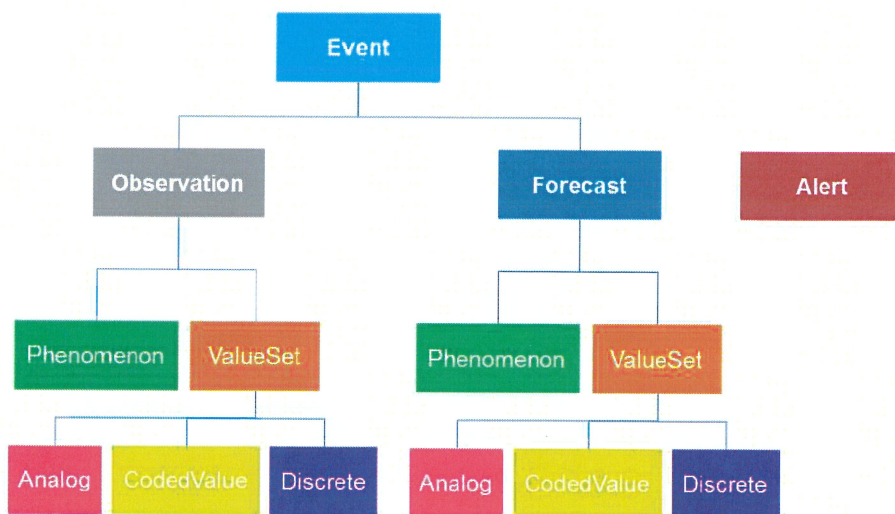 Event
Observation
Forecast
Alert
Phenomenon
ValueSet
Phenomenon
ValueSet
Analog
CodedValue
Discrete
Analog
CodedValue
Discrete